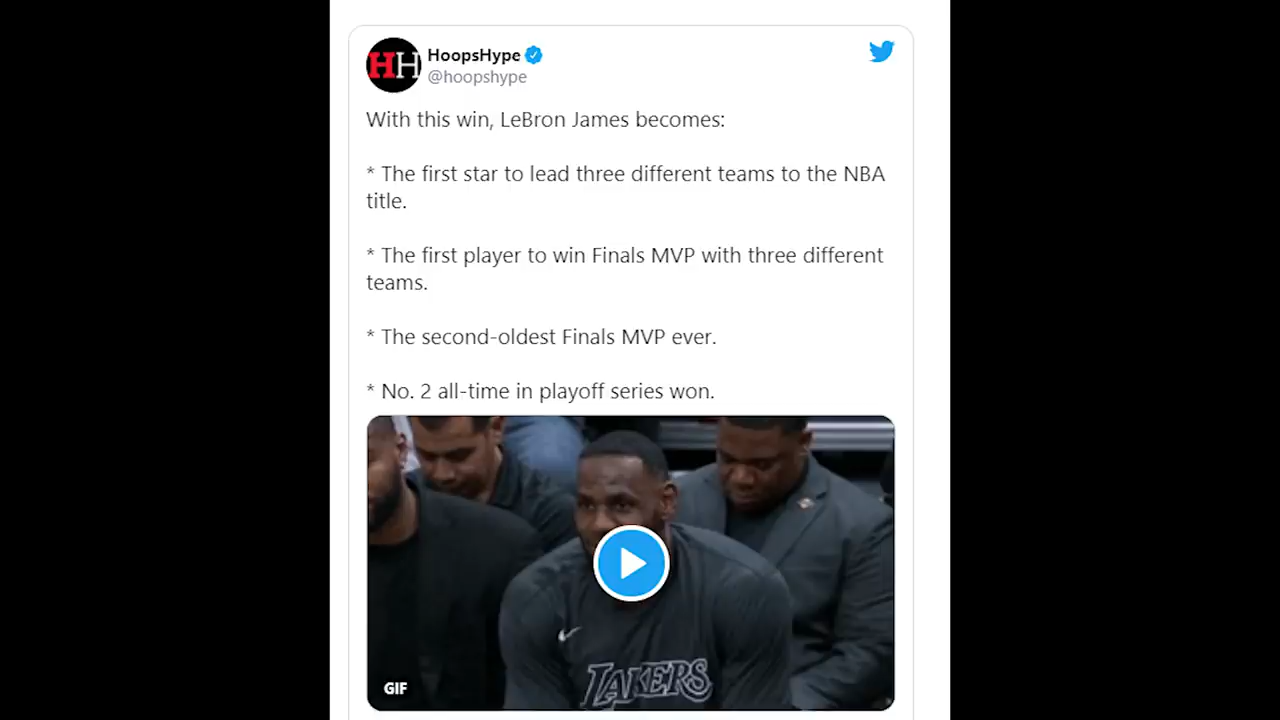 HH
HoopsHype
@hoopshype
With this win, LeBron James becomes:
* The first star to lead three different teams to the NBA
title.
* The first player to win Finals MVP with three different
teams.
* The second-oldest Finals MVP ever.
* No. 2 all-time in playoff series won.
LAKERS
GIF